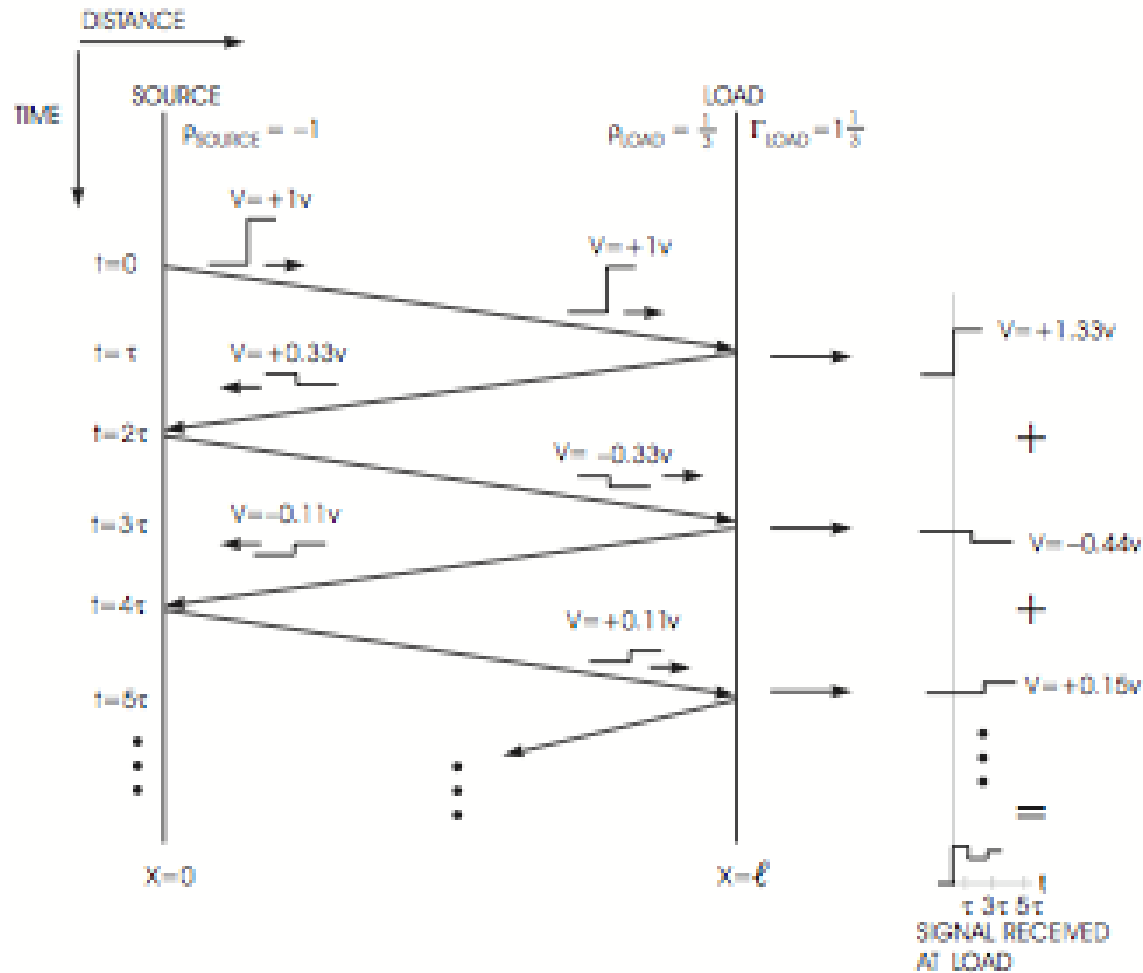 DISTANCE
TIME
SOURCE
LOAD
ρSOURCE = −1
ρLOAD = 1/3
ΓLOAD = 1 1/3
V=+1v
V=+1v
t=0
V=+1.33v
t=τ
V=+0.33v
+
t=2τ
V= −0.33v
t=3τ
V=−0.11v
V=−0.44v
+
t=4τ
V=+0.11v
V=+0.15v
t=5τ
=
X=0
X=ℓ
t
τ 3τ 5τ
SIGNAL RECEIVED
AT LOAD